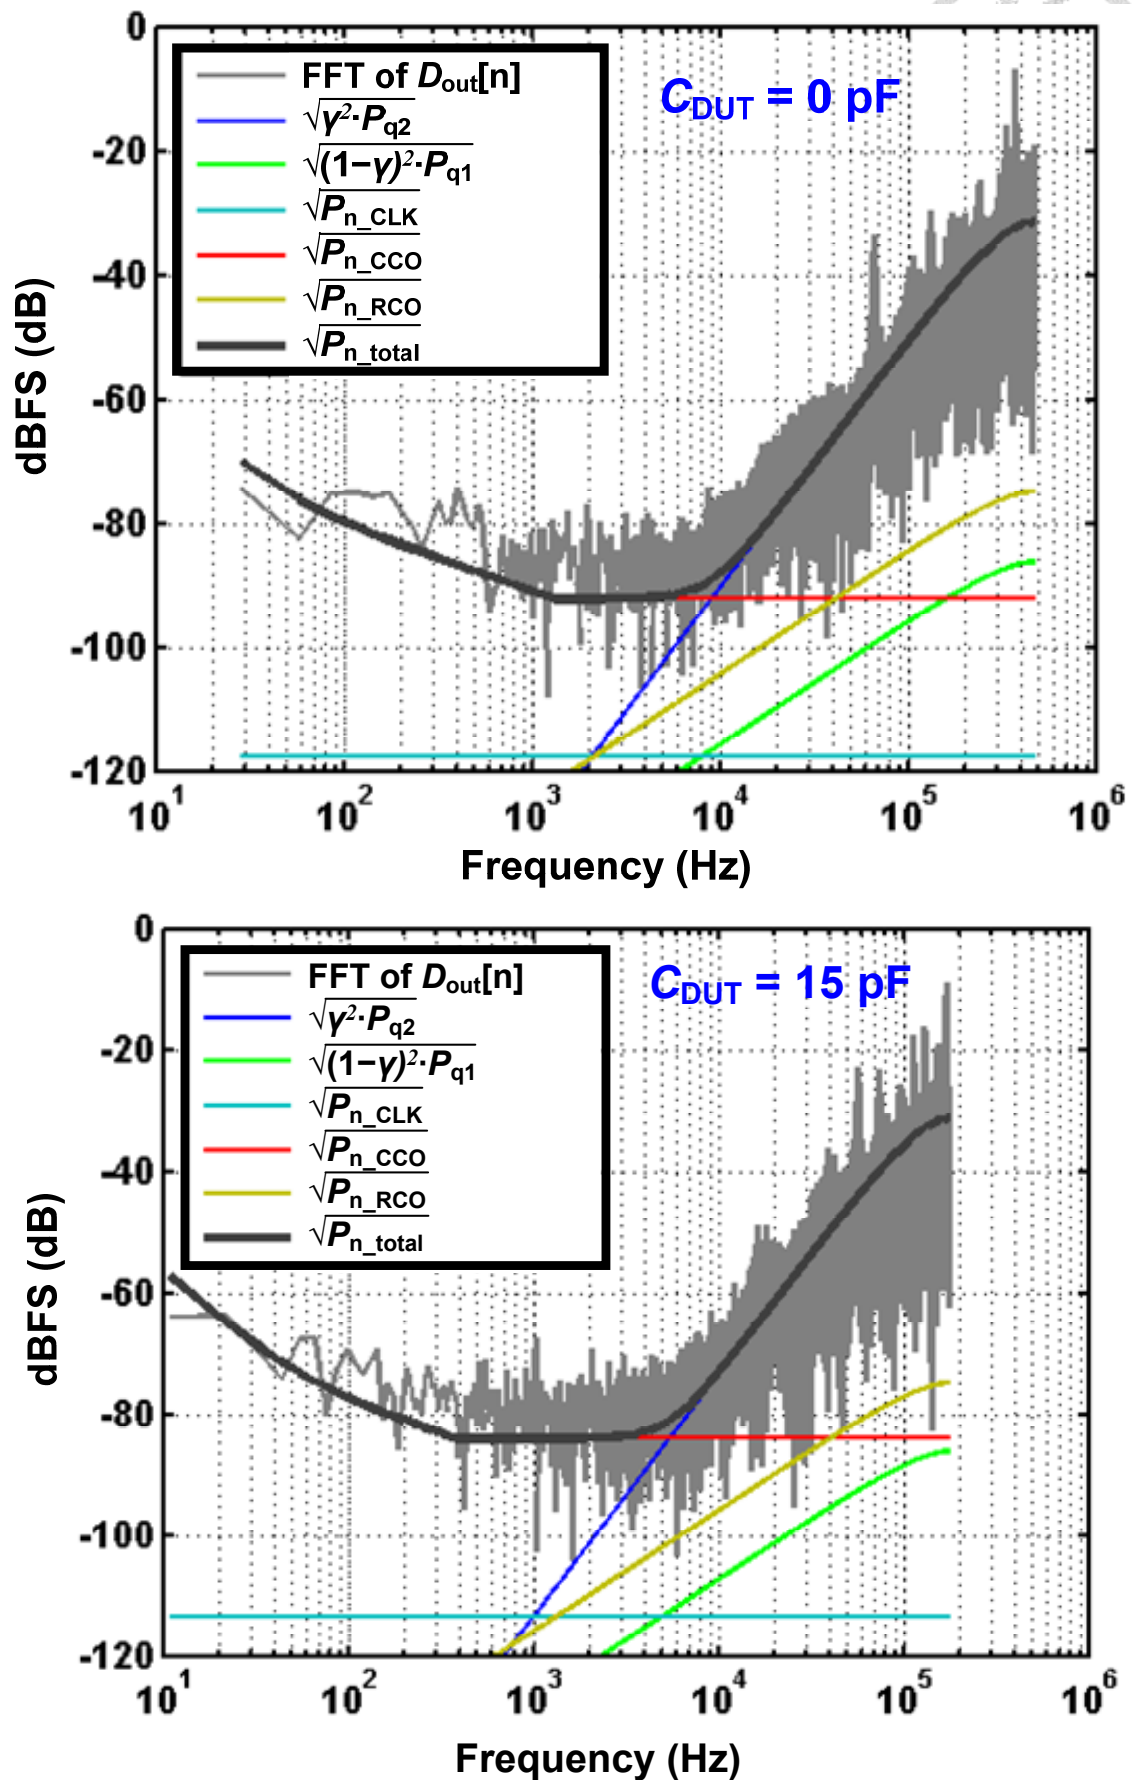 0
-20
-40
-60
-80
-100
-120
dBFS (dB)
FFT of Dout[n]
√γ²·Pq2
√(1−γ)²·Pq1
√Pn_CLK
√Pn_CCO
√Pn_RCO
√Pn_total
CDUT = 0 pF
10¹ 10² 10³ 10⁴ 10⁵ 10⁶
Frequency (Hz)
0
-20
-40
-60
-80
-100
-120
dBFS (dB)
FFT of Dout[n]
√γ²·Pq2
√(1−γ)²·Pq1
√Pn_CLK
√Pn_CCO
√Pn_RCO
√Pn_total
CDUT = 15 pF
10¹ 10² 10³ 10⁴ 10⁵ 10⁶
Frequency (Hz)